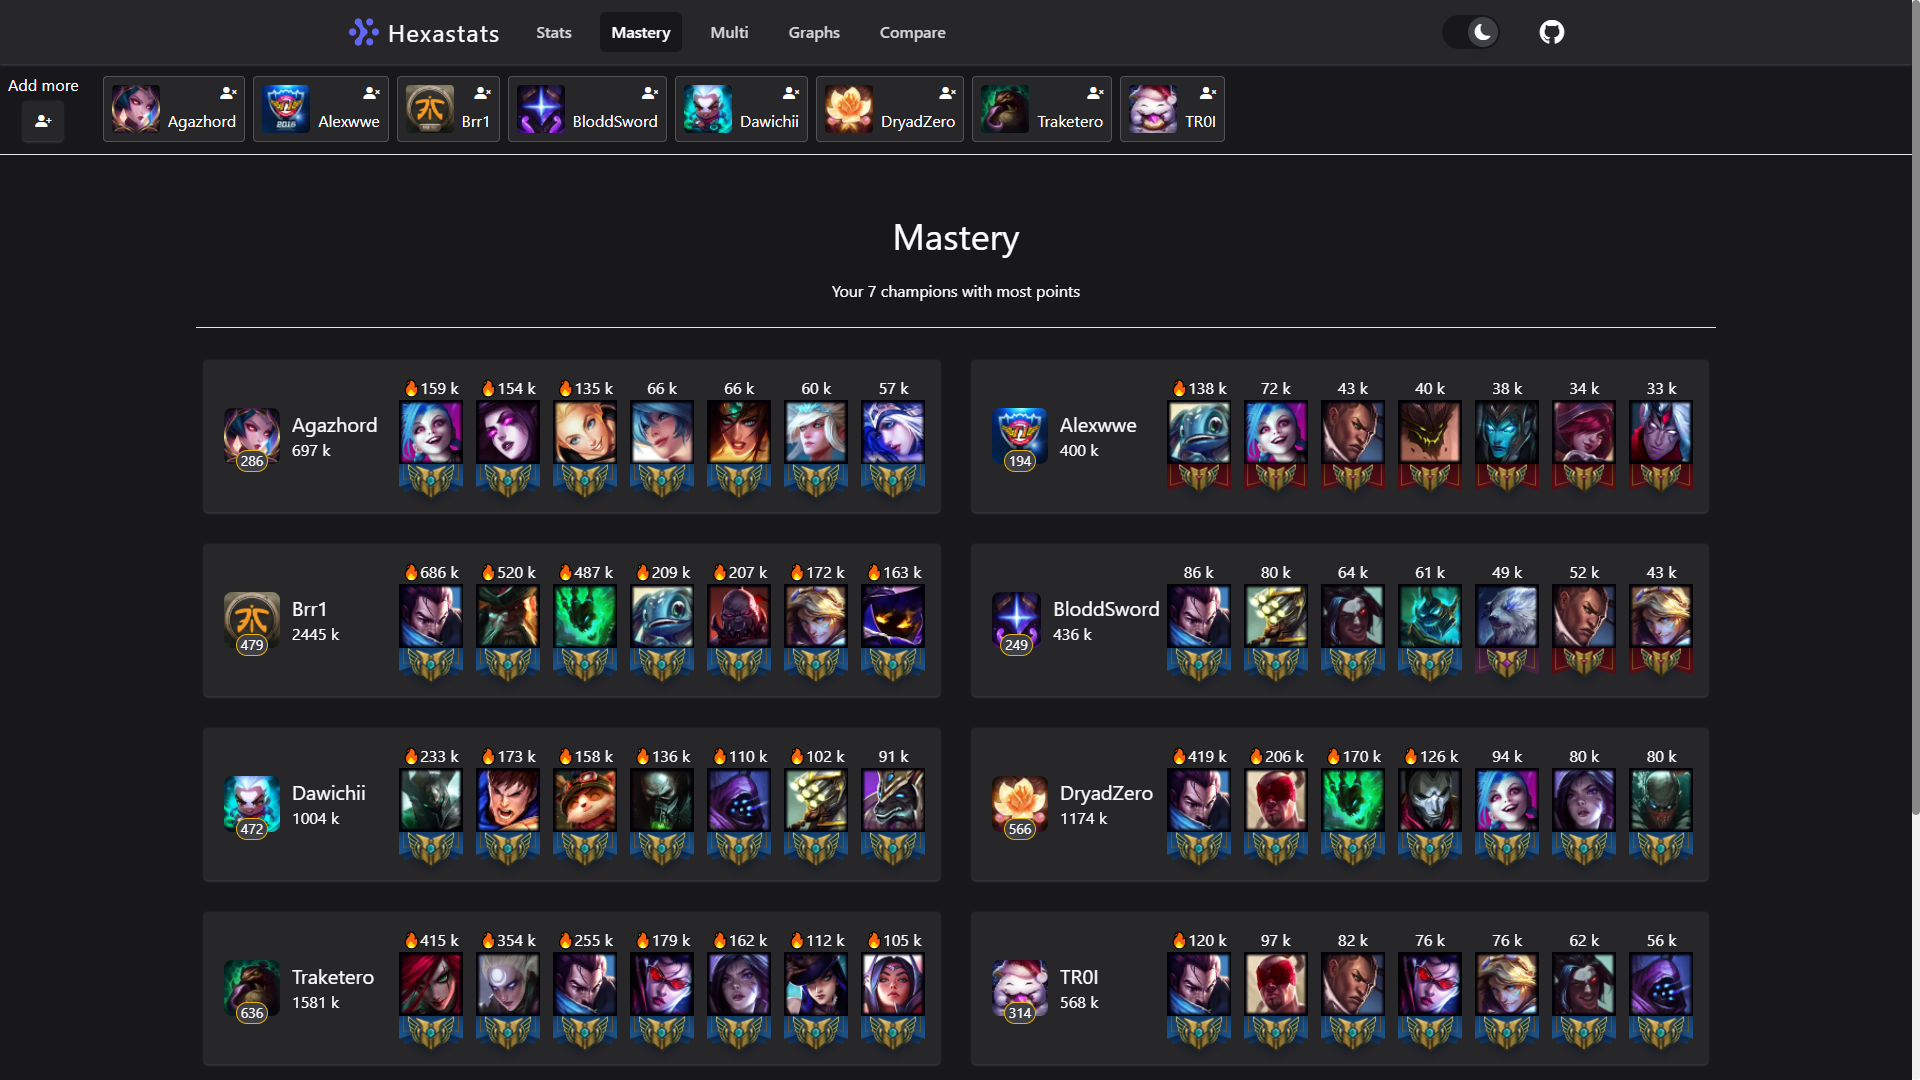 Hexastats Stats Mastery Multi Graphs Compare
Add more
Agazhord Alexwwe Brr1 BloddSword Dawichii DryadZero Traketero TR0I
Mastery
Your 7 champions with most points
159 k 154 k 135 k 66 k 66 k 60 k 57 k
Agazhord
697 k
286
138 k 72 k 43 k 40 k 38 k 34 k 33 k
Alexwwe
400 k
194
686 k 520 k 487 k 209 k 207 k 172 k 163 k
Brr1
2445 k
479
86 k 80 k 64 k 61 k 49 k 52 k 43 k
BloddSword
436 k
249
233 k 173 k 158 k 136 k 110 k 102 k 91 k
Dawichii
1004 k
472
419 k 206 k 170 k 126 k 94 k 80 k 80 k
DryadZero
1174 k
566
415 k 354 k 255 k 179 k 162 k 112 k 105 k
Traketero
1581 k
636
120 k 97 k 82 k 76 k 76 k 62 k 56 k
TR0I
568 k
314